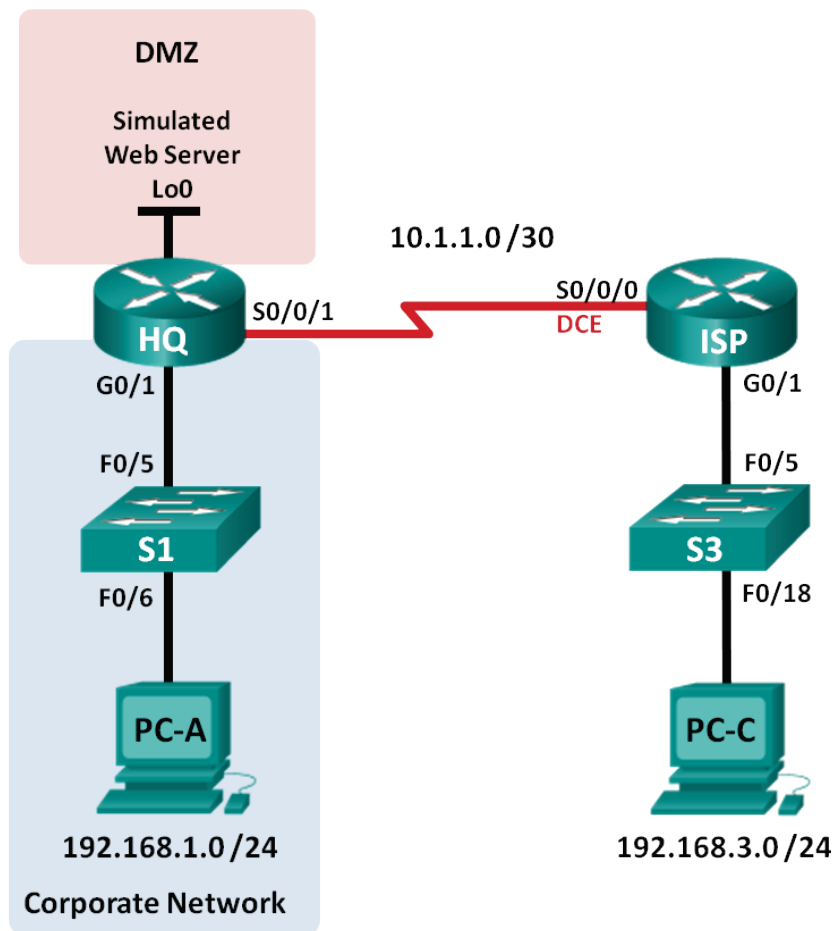 DMZ
Simulated
Web Server
Lo0
10.1.1.0 /30
S0/0/1
S0/0/0
DCE
HQ
ISP
G0/1
G0/1
F0/5
F0/5
S1
S3
F0/6
F0/18
PC-A
PC-C
192.168.1.0 /24
192.168.3.0 /24
Corporate Network